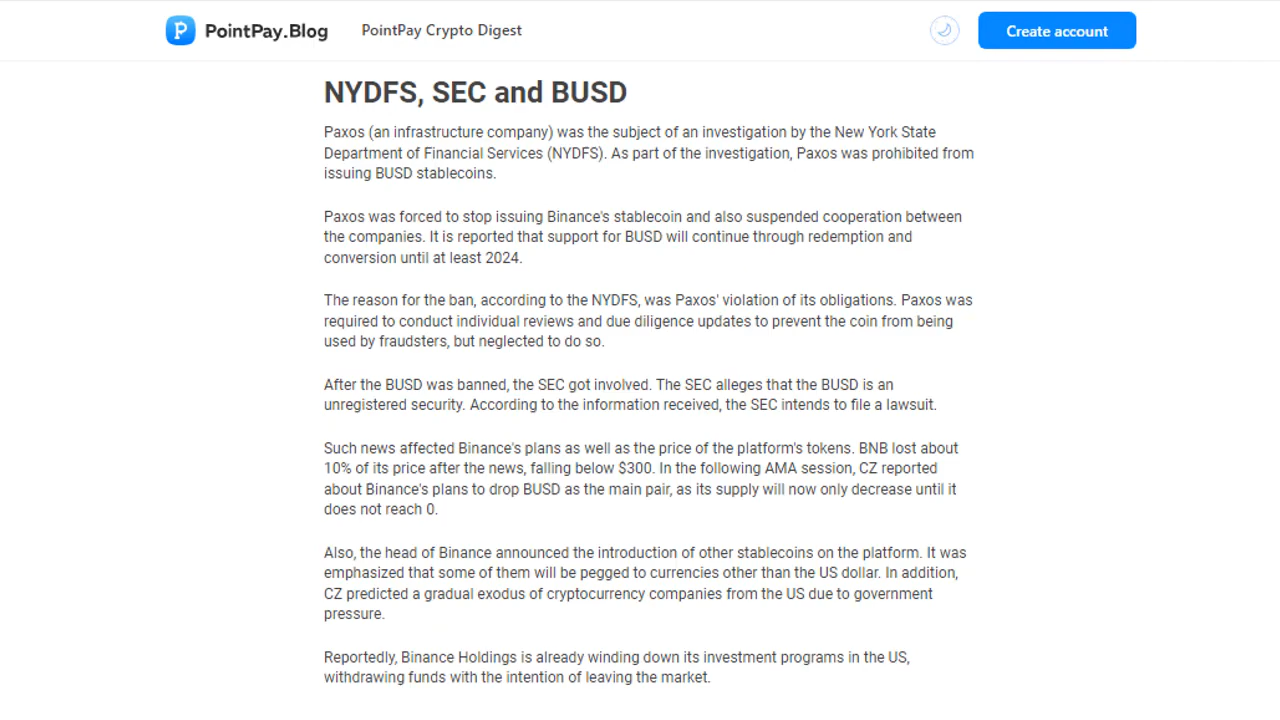 PointPay.Blog
PointPay Crypto Digest
Create account
NYDFS, SEC and BUSD
Paxos (an infrastructure company) was the subject of an investigation by the New York State
Department of Financial Services (NYDFS). As part of the investigation, Paxos was prohibited from
issuing BUSD stablecoins.
Paxos was forced to stop issuing Binance's stablecoin and also suspended cooperation between
the companies. It is reported that support for BUSD will continue through redemption and
conversion until at least 2024.
The reason for the ban, according to the NYDFS, was Paxos' violation of its obligations. Paxos was
required to conduct individual reviews and due diligence updates to prevent the coin from being
used by fraudsters, but neglected to do so.
After the BUSD was banned, the SEC got involved. The SEC alleges that the BUSD is an
unregistered security. According to the information received, the SEC intends to file a lawsuit.
Such news affected Binance's plans as well as the price of the platform's tokens. BNB lost about
10% of its price after the news, falling below $300. In the following AMA session, CZ reported
about Binance's plans to drop BUSD as the main pair, as its supply will now only decrease until it
does not reach 0.
Also, the head of Binance announced the introduction of other stablecoins on the platform. It was
emphasized that some of them will be pegged to currencies other than the US dollar. In addition,
CZ predicted a gradual exodus of cryptocurrency companies from the US due to government
pressure.
Reportedly, Binance Holdings is already winding down its investment programs in the US,
withdrawing funds with the intention of leaving the market.